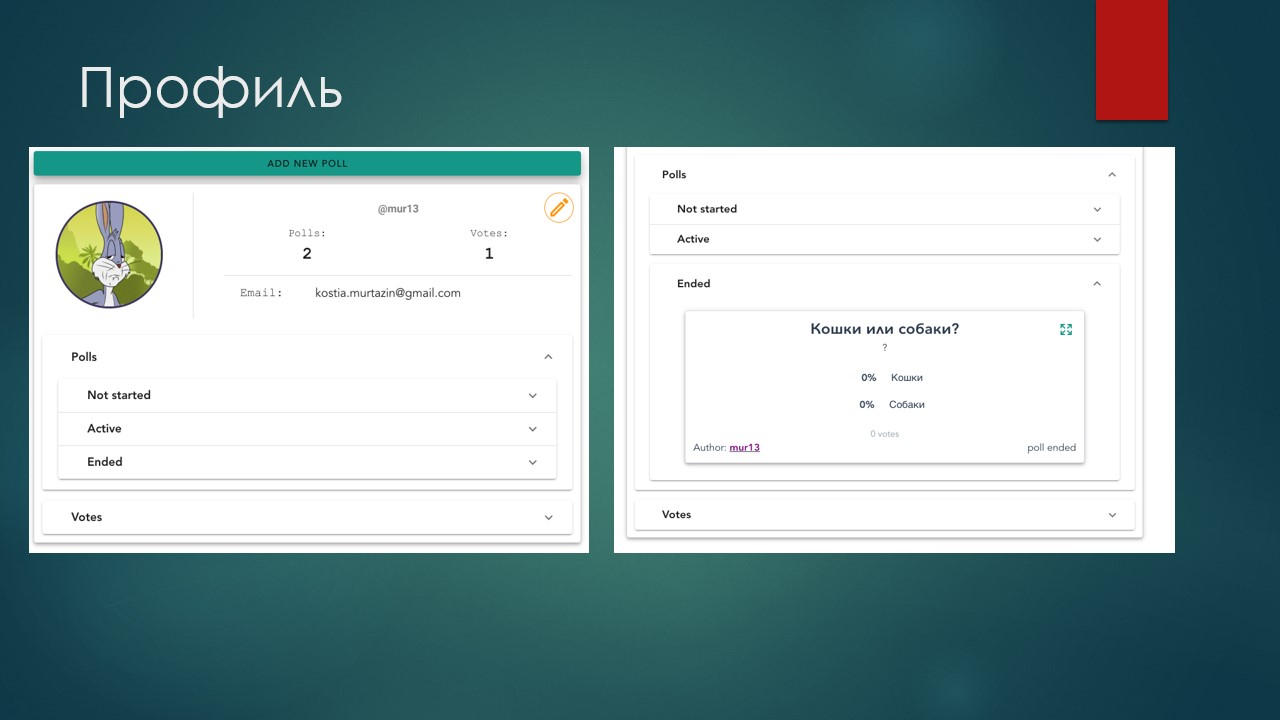 Профиль
ADD NEW POLL
@mur13
Polls: Votes:
2 1
Email: kostia.murtazin@gmail.com
Polls
Not started
Active
Ended
Votes
Polls
Not started
Active
Ended
Кошки или собаки?
?
0% Кошки
0% Собаки
0 votes
Author: mur13 poll ended
Votes